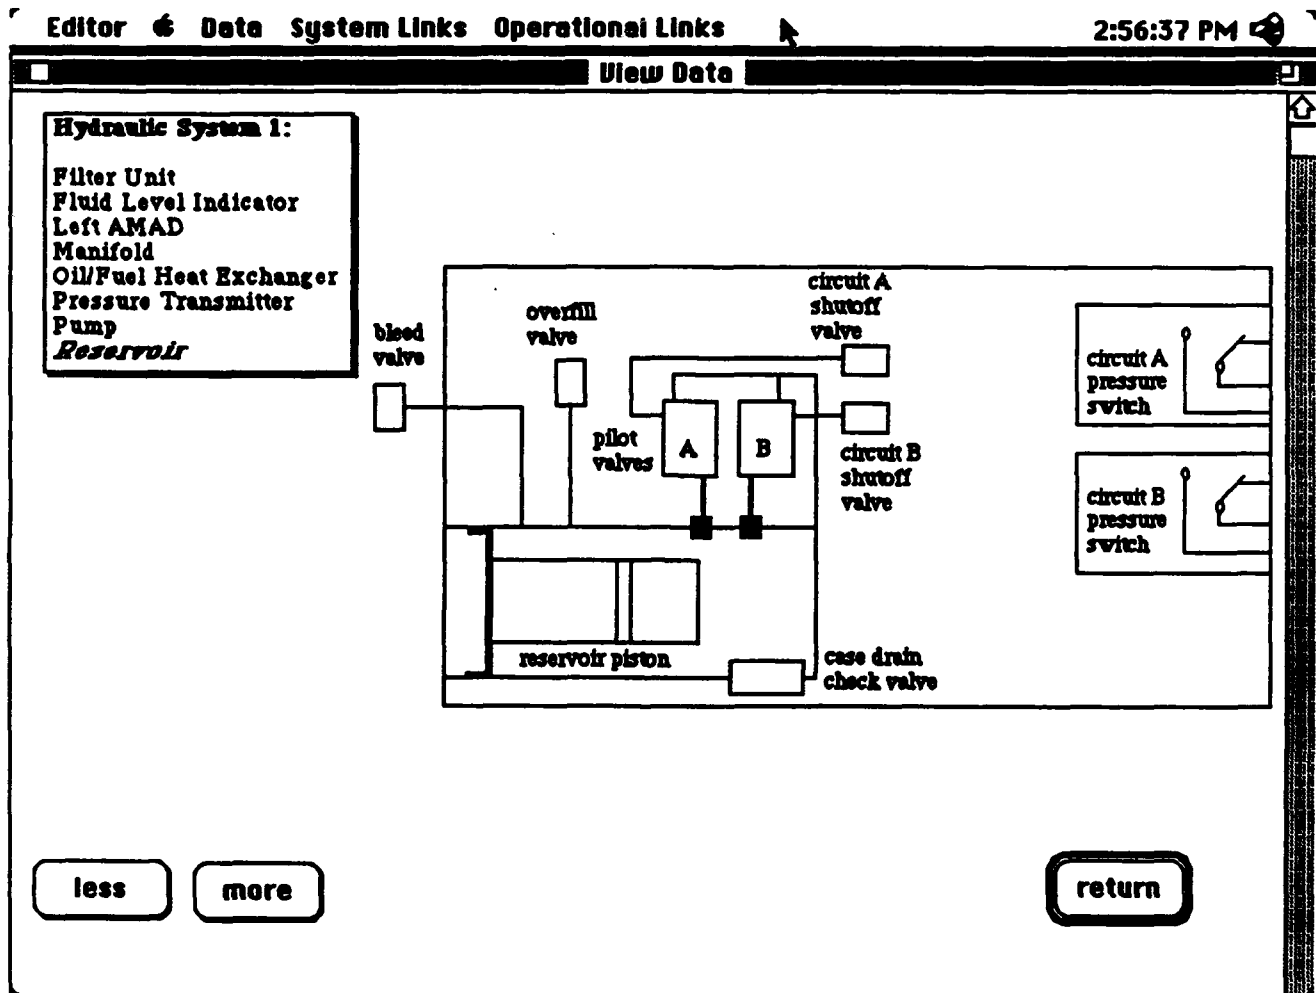 Editor Data System Links Operational Links 2:56:37 PM
View Data
Hydraulic System 1:
Filter Unit
Fluid Level Indicator
Left AMAD
Manifold
Oil/Fuel Heat Exchanger
Pressure Transmitter
Pump
Reservoir
bleed
valve
overfill
valve
circuit A
shutoff
valve
pilot
valves
A
B
circuit B
shutoff
valve
circuit A
pressure
switch
circuit B
pressure
switch
reservoir piston
case drain
check valve
less
more
return